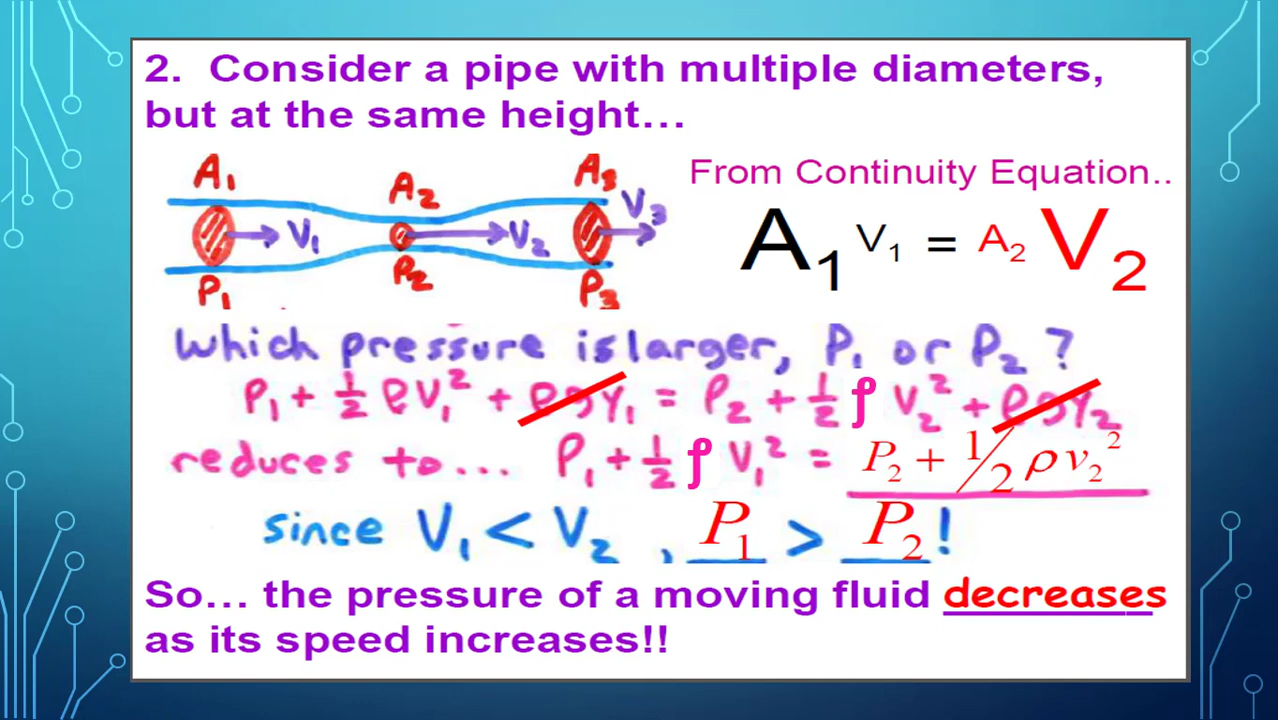 2. Consider a pipe with multiple diameters,
but at the same height...
A₁ A₂ A₃
V₁ V₂ V₃
P₁ P₂ P₃
From Continuity Equation..
A₁ V₁ = A₂ V₂
Which pressure is larger, P₁ or P₂ ?
P₁ + ½ ρV₁² + ρgy₁ = P₂ + ½ ƿ V₂² + ρgy₂
reduces to... P₁ + ½ ƿ V₁² = P₂ + ½ ρ v₂²
since V₁ < V₂ , P₁ > P₂ !
So... the pressure of a moving fluid decreases
as its speed increases!!